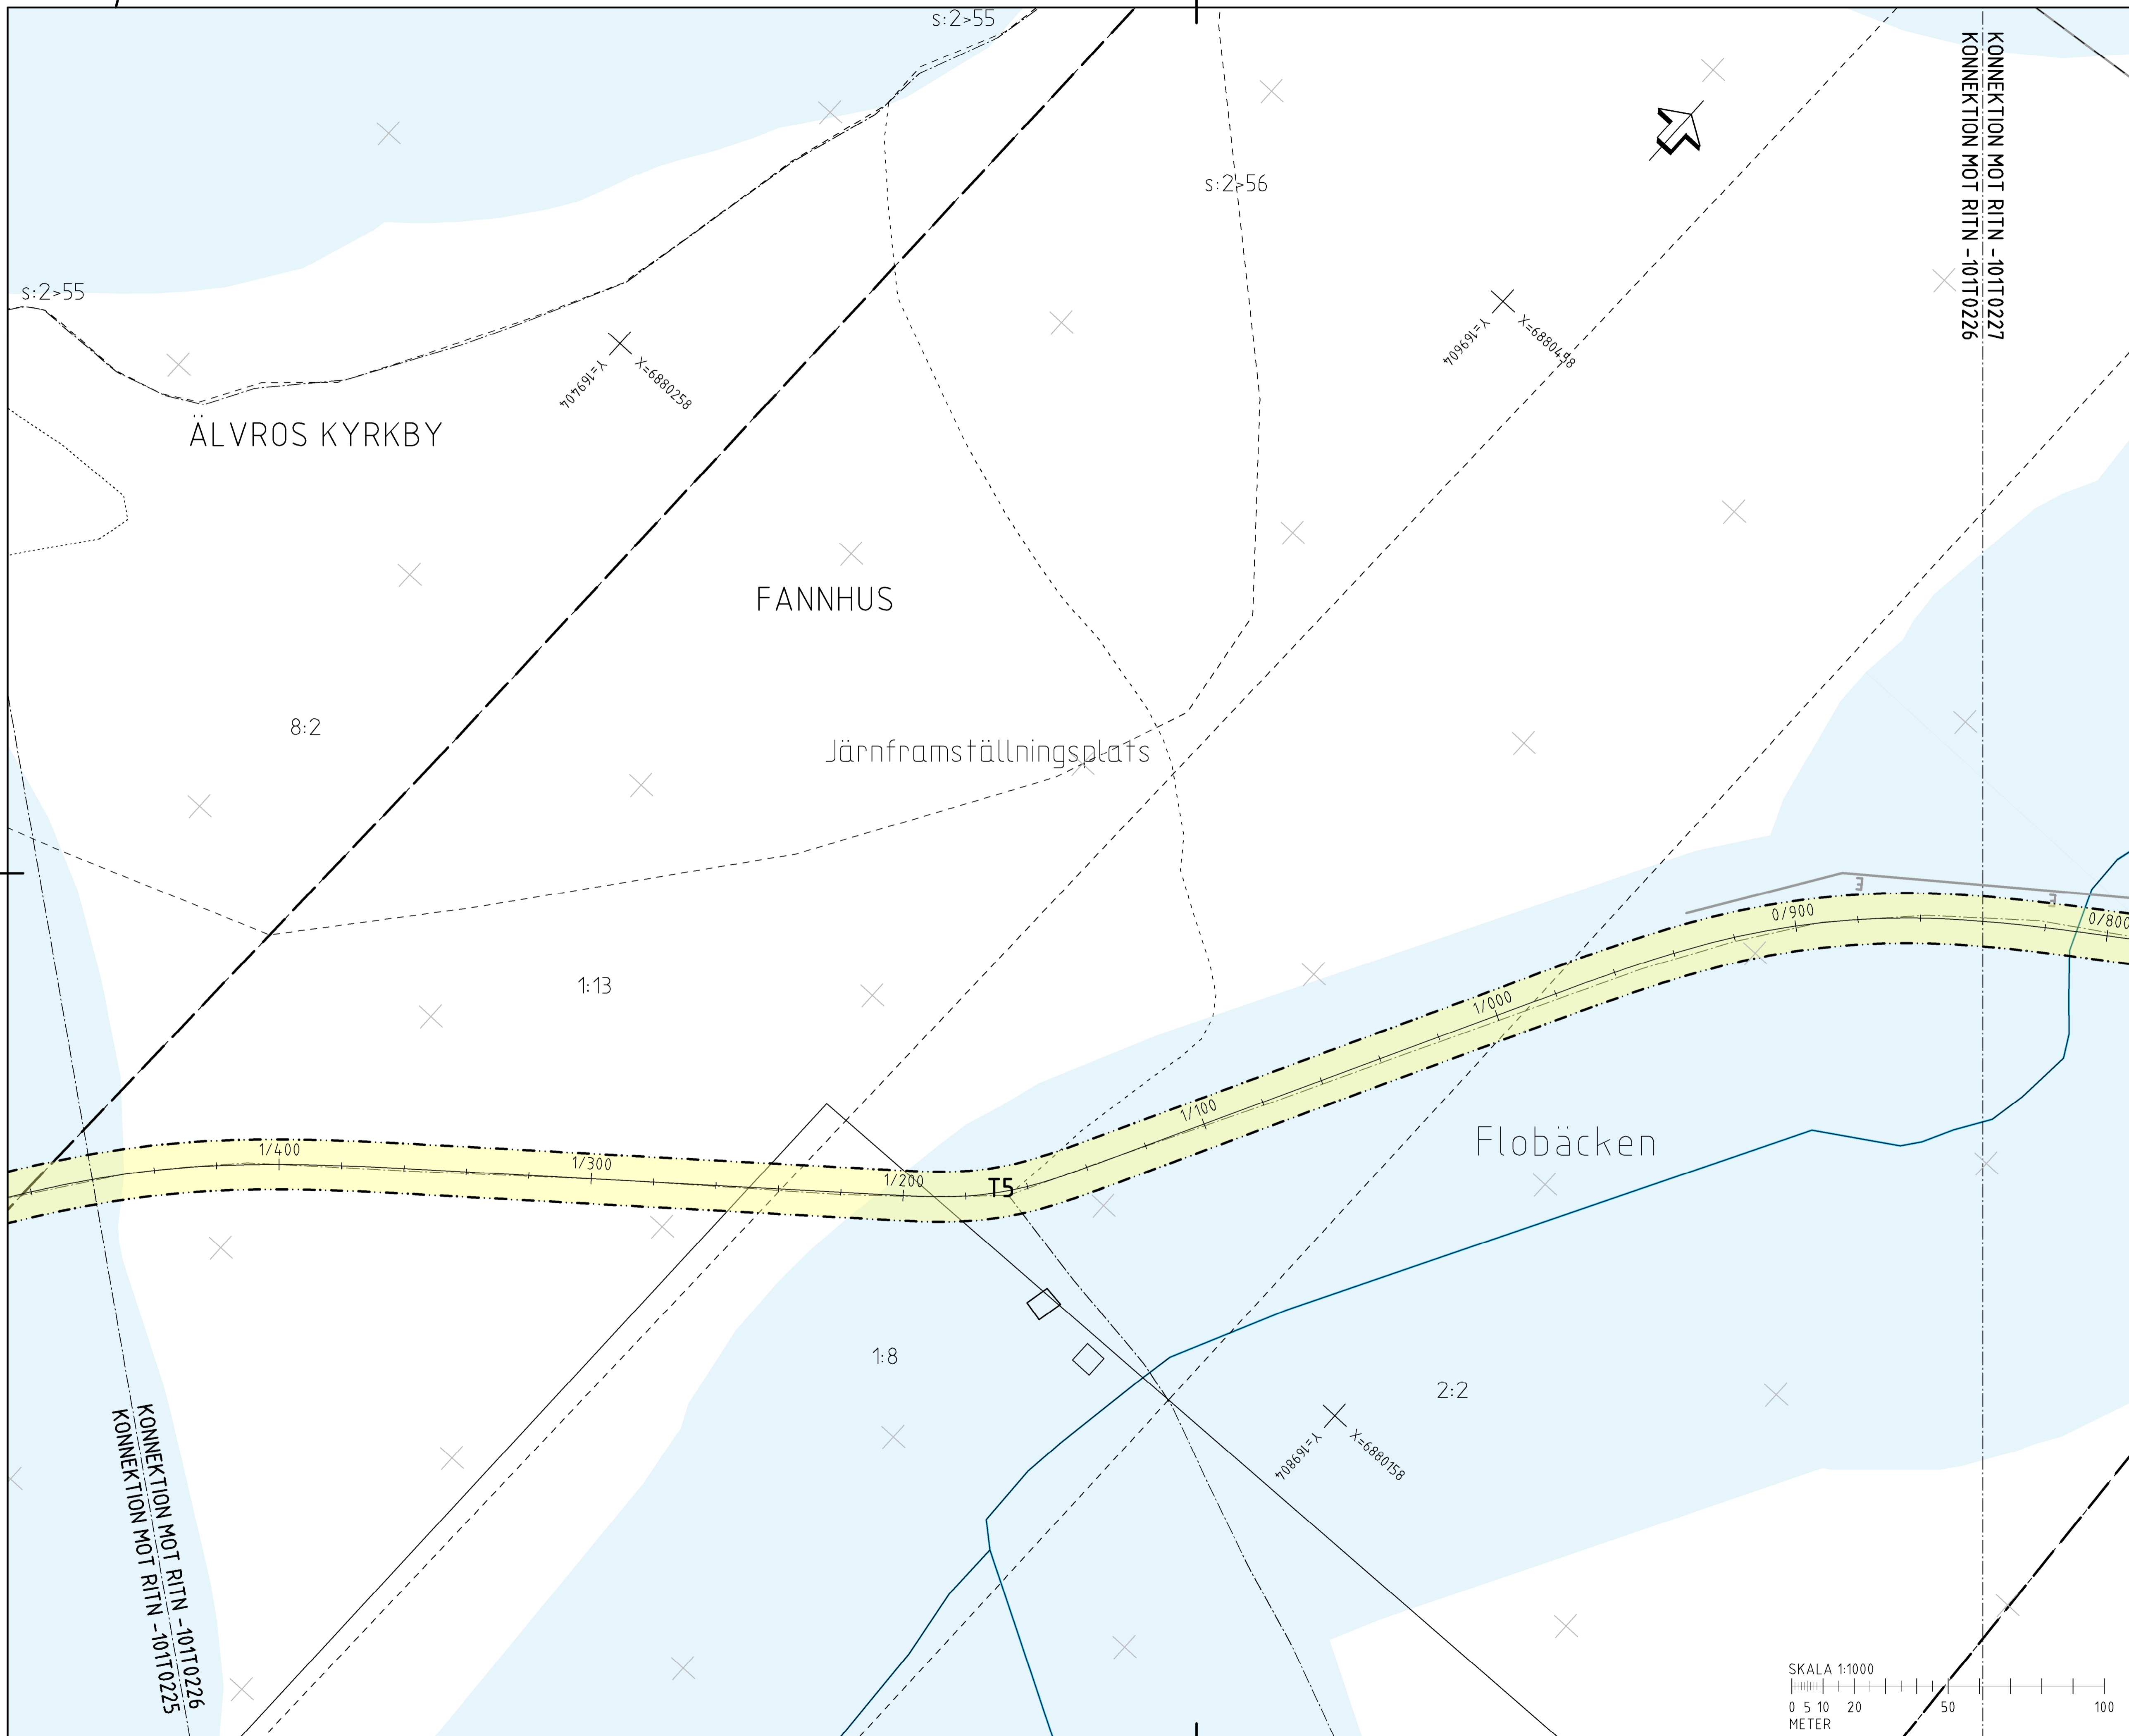 s:2>55
KONNEKTION MOT RITN -101T0227
KONNEKTION MOT RITN -101T0226
s:2>56
s:2>55
Y=169404
X=6880258
Y=169604
X=6880458
ÄLVROS KYRKBY
FANNHUS
8:2
Järnframställningsplats
E
E
0/900
0/800
1:13
1/000
1/100
Flobäcken
1/400
1/300
1/200
T5
1:8
2:2
Y=169804
X=6880158
KONNEKTION MOT RITN -101T0226
KONNEKTION MOT RITN -101T0225
SKALA 1:1000
0 5 10 20 50 100
METER